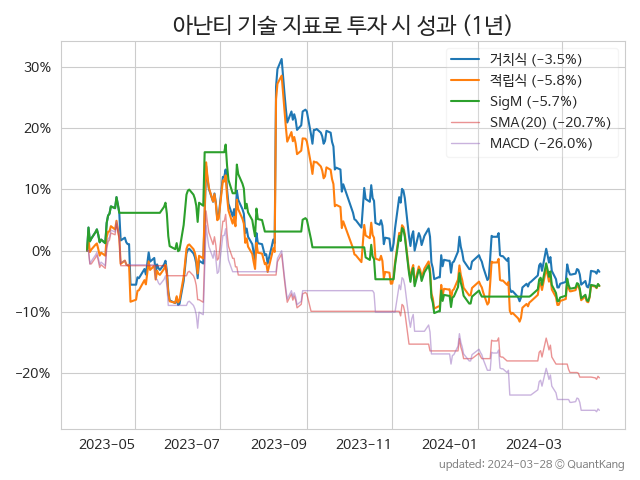 아난티 기술 지표로 투자 시 성과 (1년)
거치식 (−3.5%)
적립식 (−5.8%)
SigM (−5.7%)
SMA(20) (−20.7%)
MACD (−26.0%)
30%
20%
10%
0%
−10%
−20%
2023-05 2023-07 2023-09 2023-11 2024-01 2024-03
updated: 2024-03-28 © QuantKang